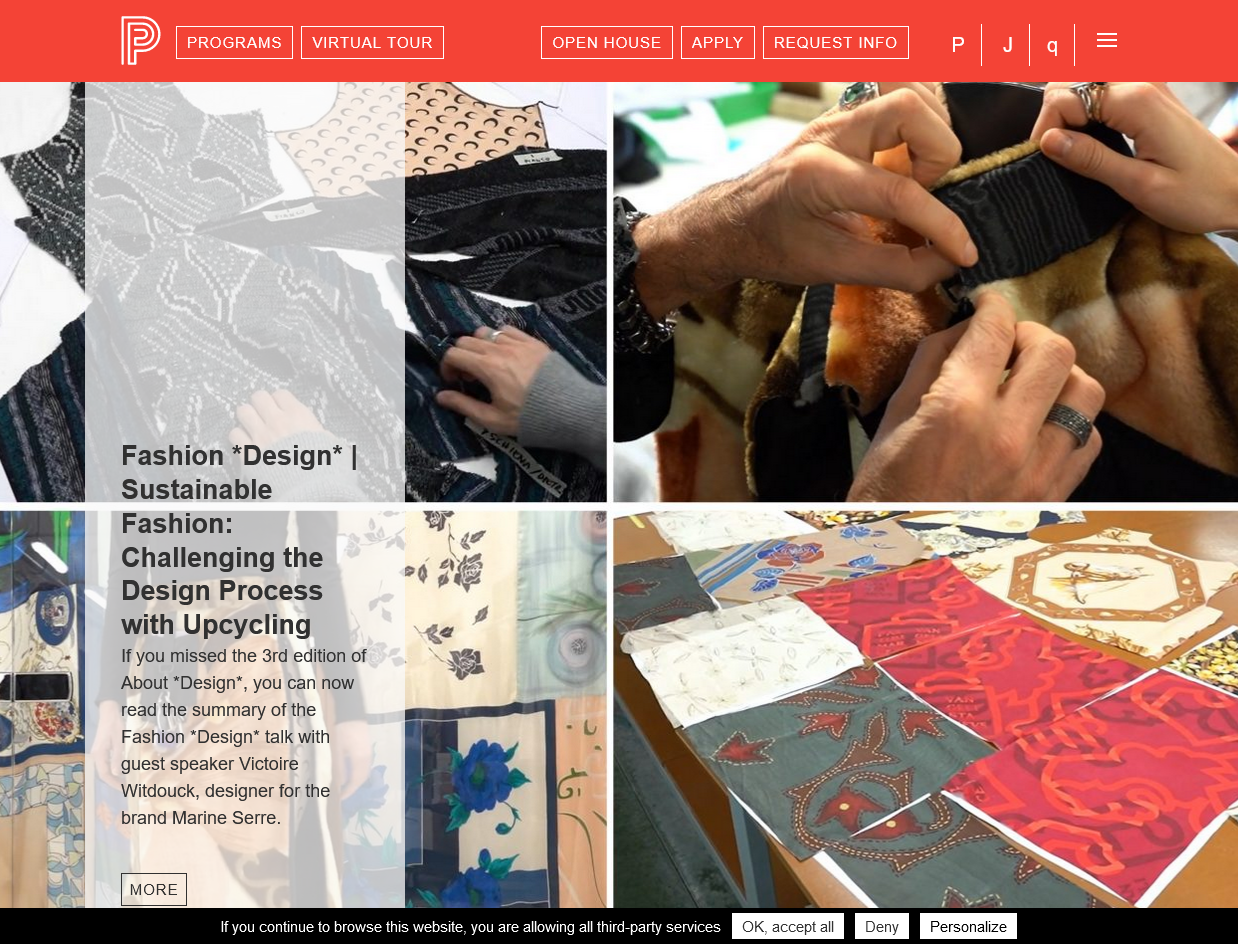 P PROGRAMS VIRTUAL TOUR OPEN HOUSE APPLY REQUEST INFO P J q
Fashion *Design* |
Sustainable
Fashion:
Challenging the
Design Process
with Upcycling
If you missed the 3rd edition of
About *Design*, you can now
read the summary of the
Fashion *Design* talk with
guest speaker Victoire
Witdouck, designer for the
brand Marine Serre.
MORE
If you continue to browse this website, you are allowing all third-party services OK, accept all Deny Personalize